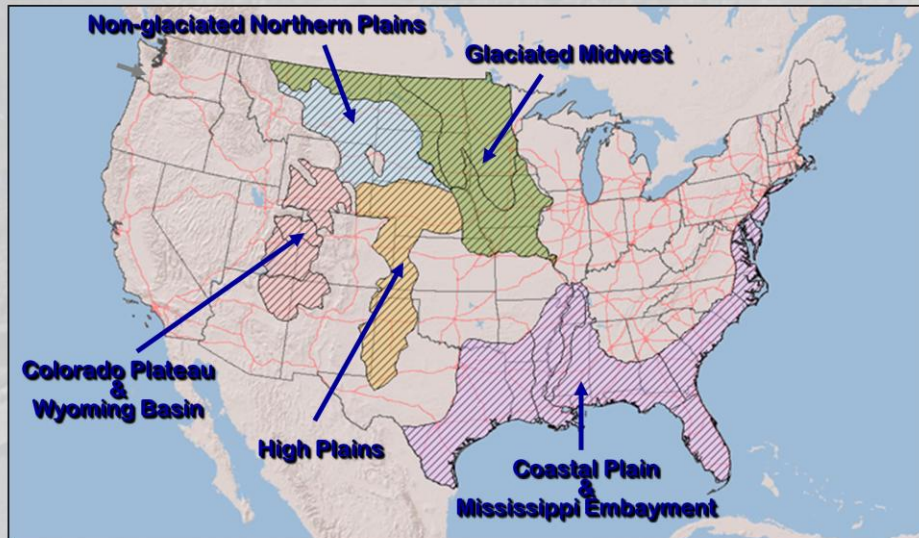 Non-glaciated Northern Plains
Glaciated Midwest
Colorado Plateau
&
Wyoming Basin
High Plains
Coastal Plain
&
Mississippi Embayment